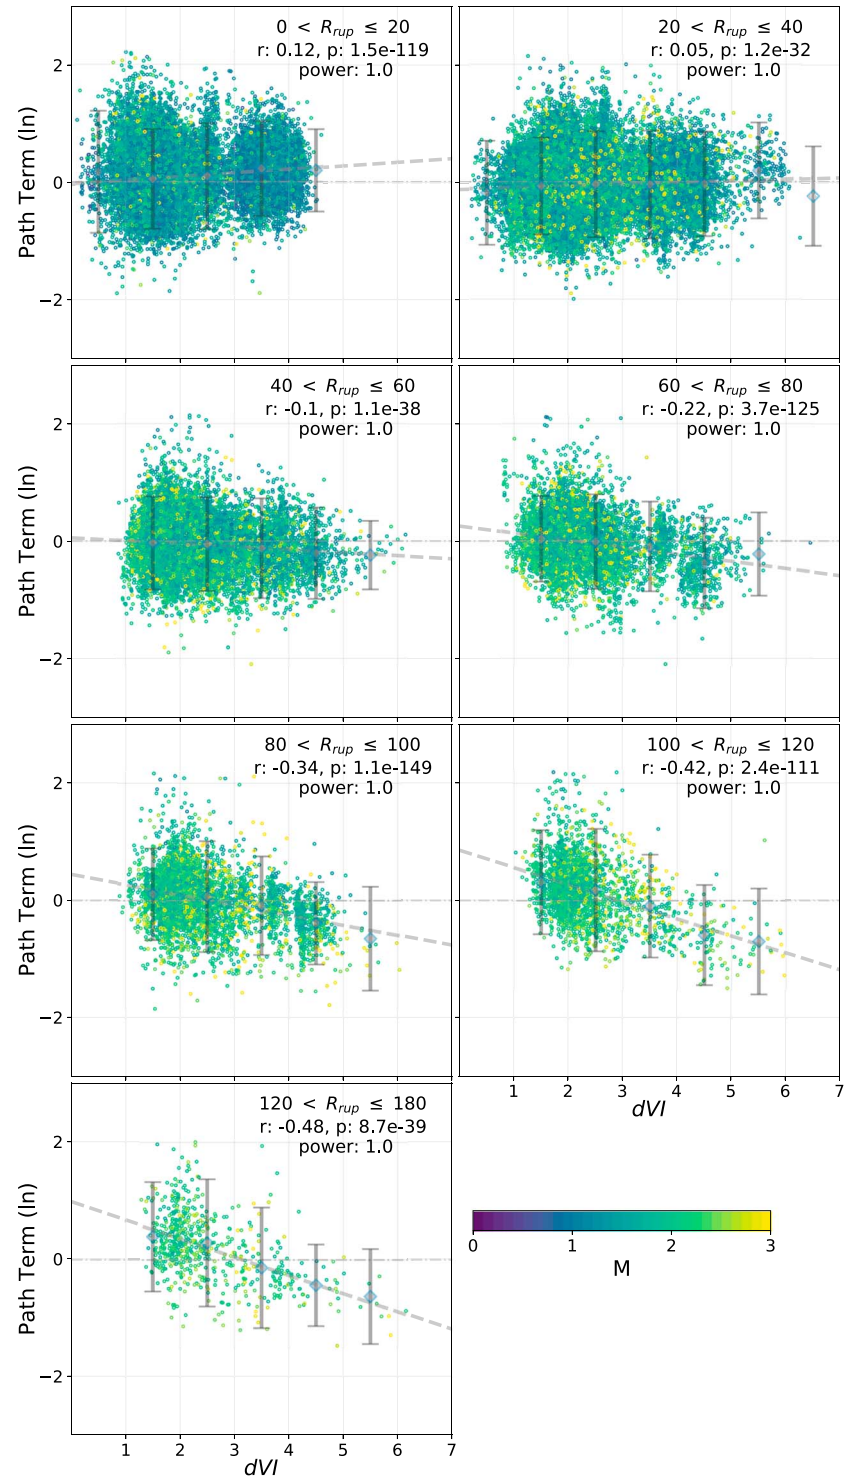 0 < R_rup ≤ 20
r: 0.12, p: 1.5e-119
power: 1.0
2
0
−2
Path Term (ln)
20 < R_rup ≤ 40
r: 0.05, p: 1.2e-32
power: 1.0
40 < R_rup ≤ 60
r: -0.1, p: 1.1e-38
power: 1.0
2
0
−2
Path Term (ln)
60 < R_rup ≤ 80
r: -0.22, p: 3.7e-125
power: 1.0
80 < R_rup ≤ 100
r: -0.34, p: 1.1e-149
power: 1.0
2
0
−2
Path Term (ln)
100 < R_rup ≤ 120
r: -0.42, p: 2.4e-111
power: 1.0
1 2 3 4 5 6 7
dVI
120 < R_rup ≤ 180
r: -0.48, p: 8.7e-39
power: 1.0
2
0
−2
Path Term (ln)
1 2 3 4 5 6 7
dVI
0 1 2 3
M